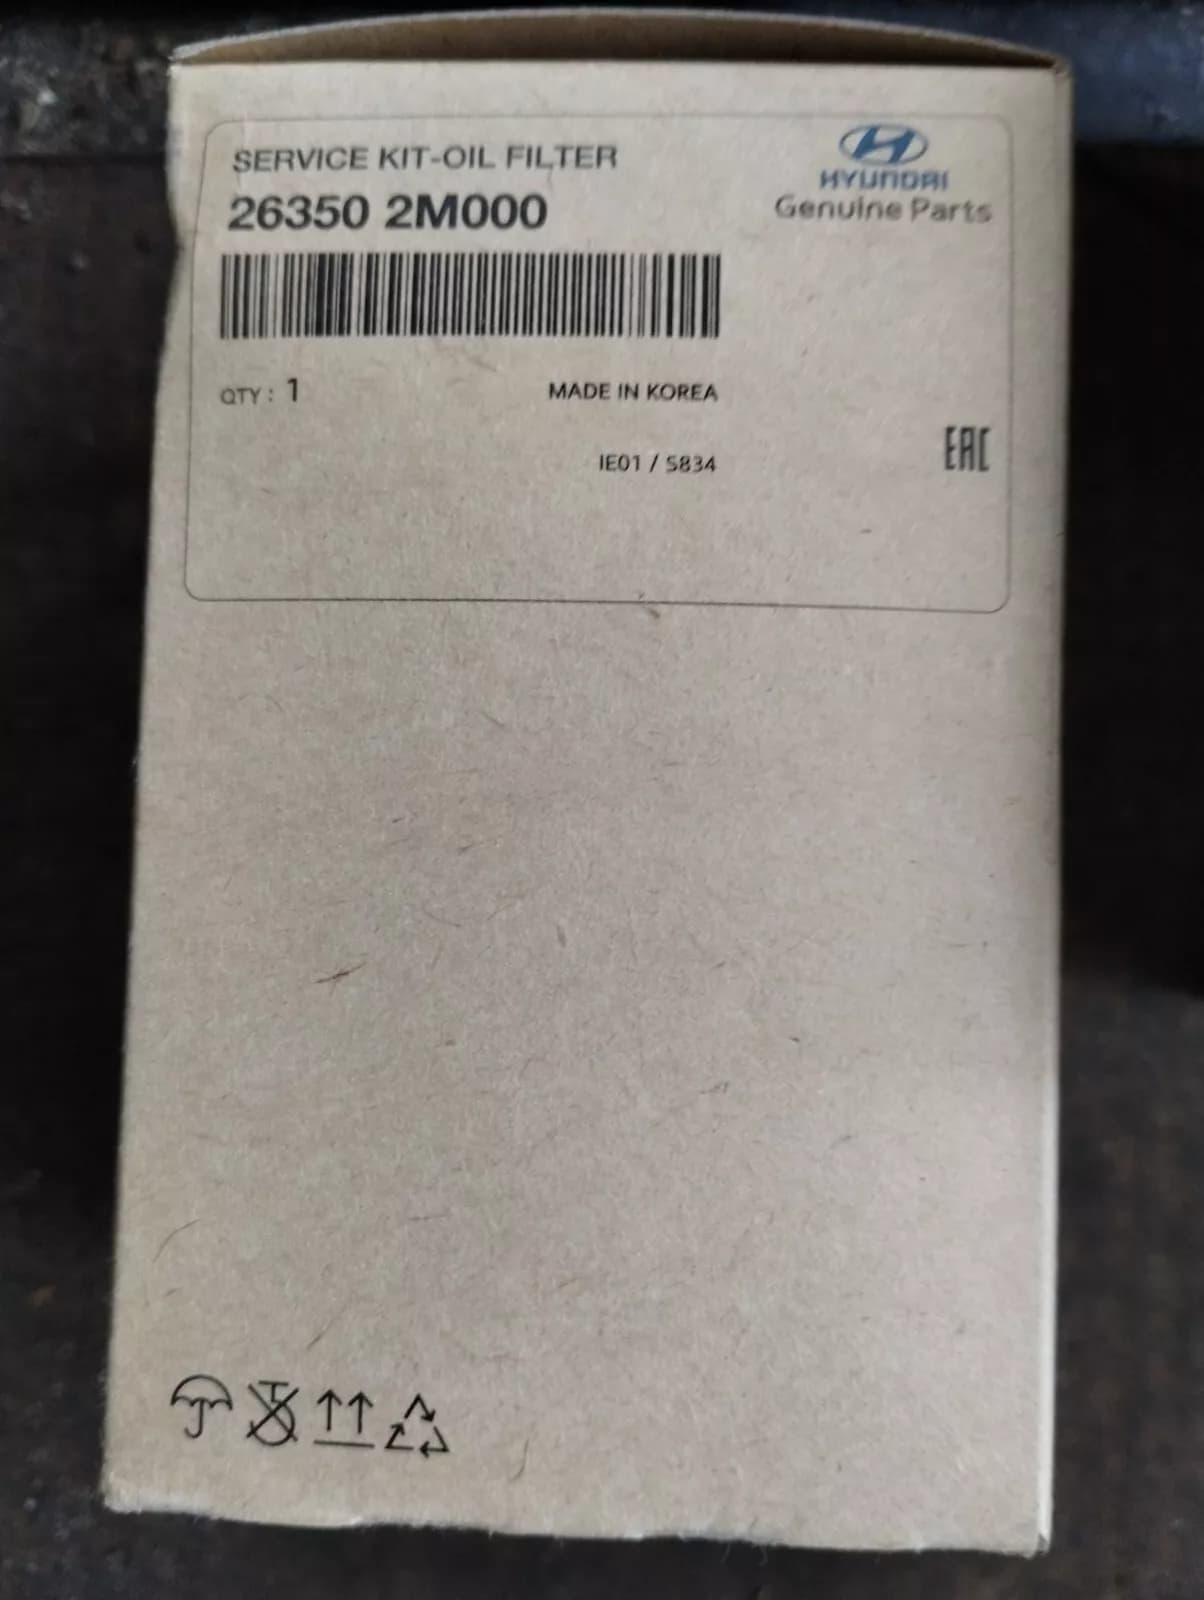 SERVICE KIT-OIL FILTER
26350 2M000
HYUNDAI
Genuine Parts
QTY : 1
MADE IN KOREA
IE01 / S834
EAC